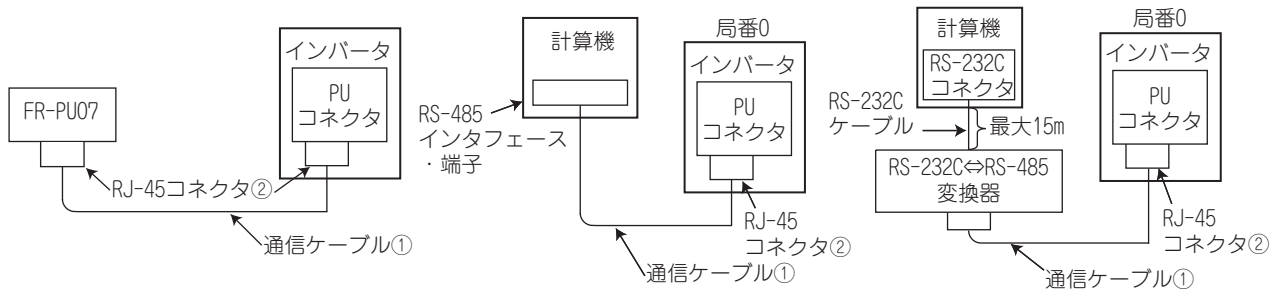 FR-PU07
インバータ
PU
コネクタ
RJ-45コネクタ②
通信ケーブル①
計算機
RS-485
インタフェース
・端子
局番0
インバータ
PU
コネクタ
RJ-45
コネクタ②
通信ケーブル①
計算機
RS-232C
コネクタ
RS-232C
ケーブル
最大15m
RS-232C⇔RS-485
変換器
局番0
インバータ
PU
コネクタ
RJ-45
コネクタ②
通信ケーブル①